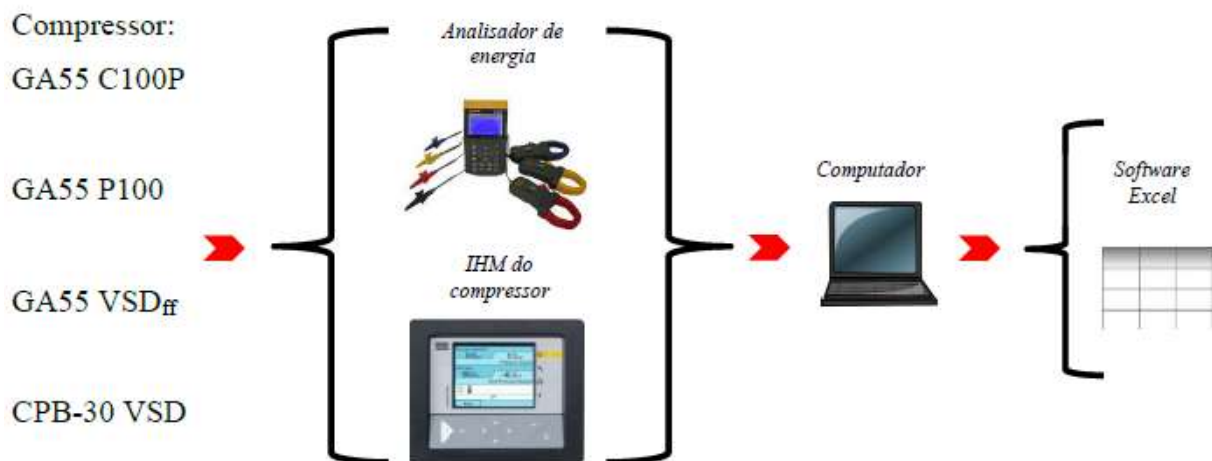 Compressor:
GA55 C100P
GA55 P100
GA55 VSDff
CPB-30 VSD
Analisador de
energia
IHM do
compressor
Computador
Software
Excel